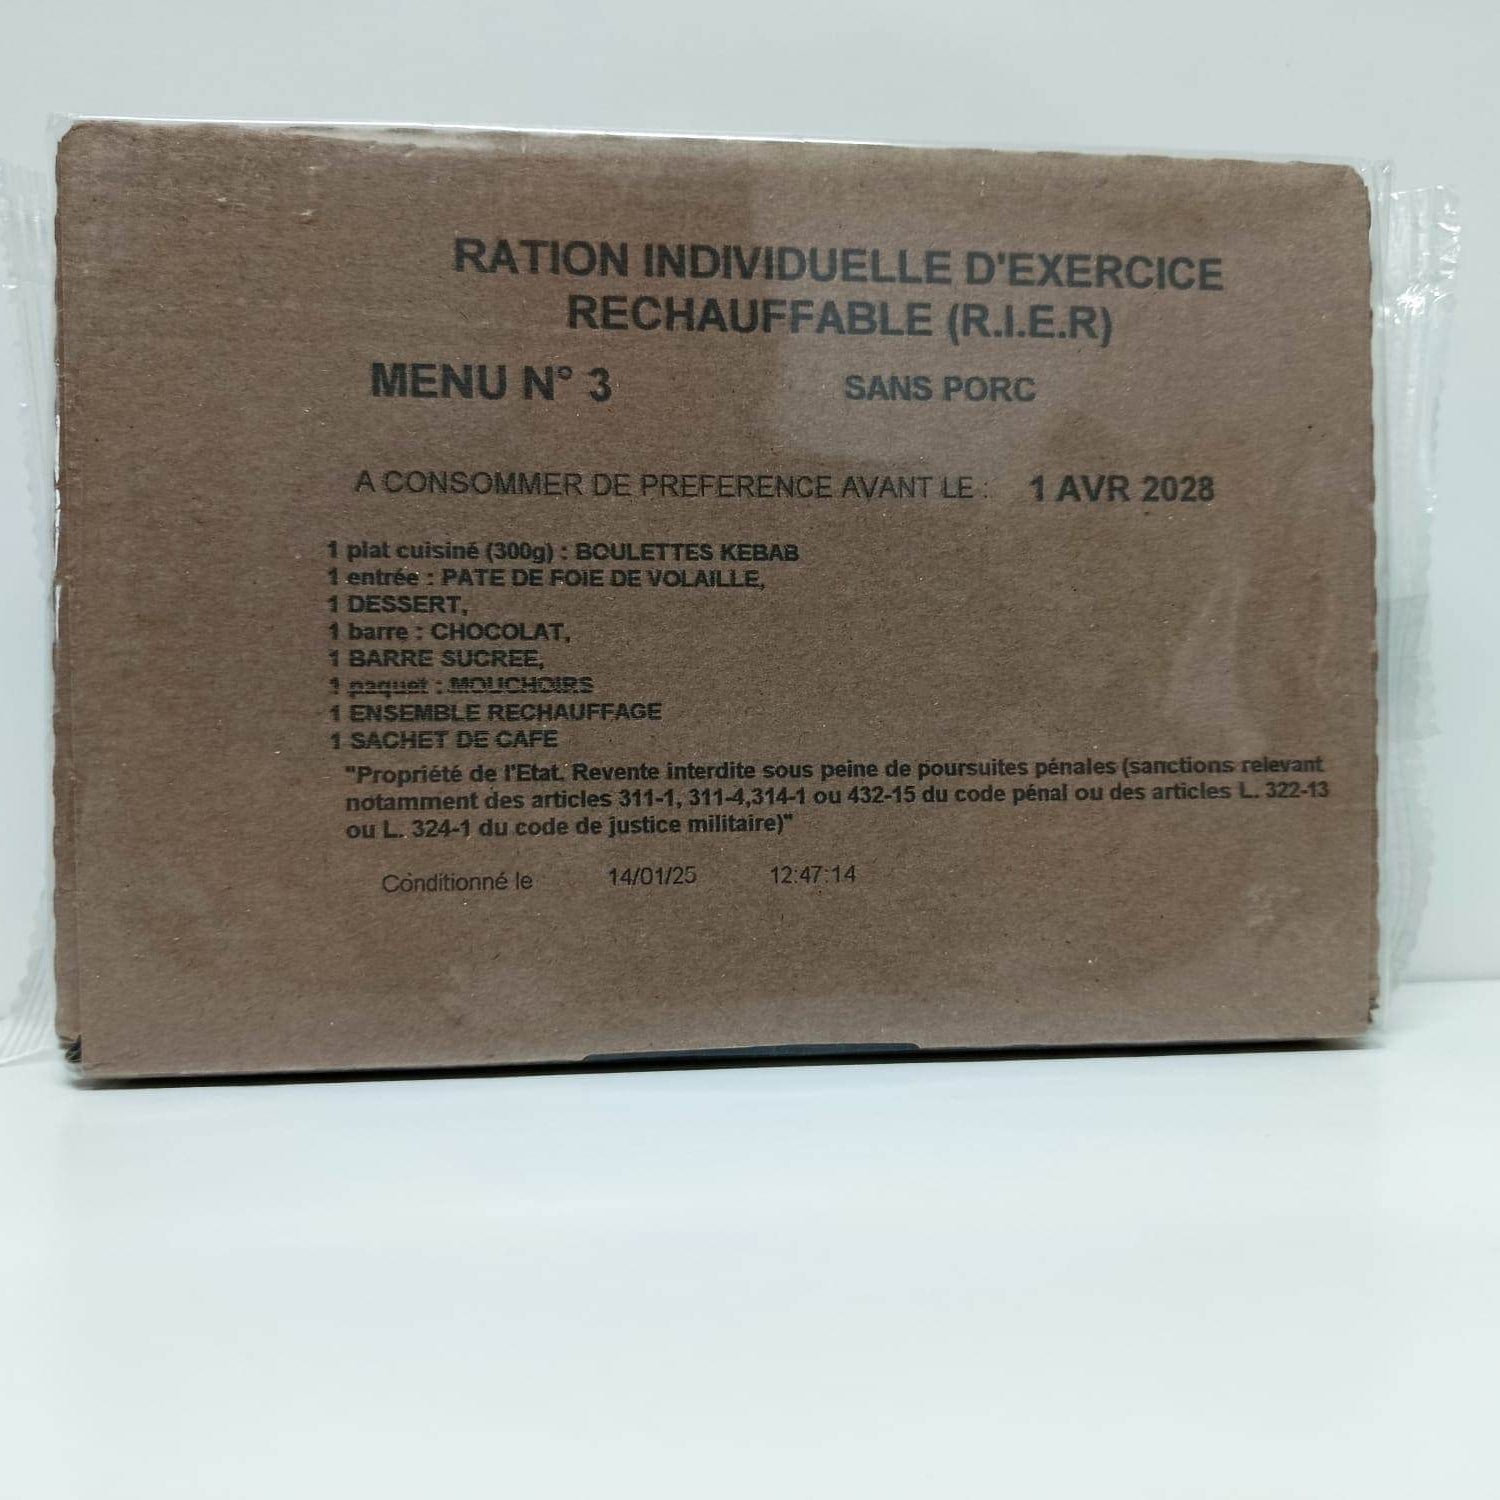 RATION INDIVIDUELLE D'EXERCICE
RECHAUFFABLE (R.I.E.R)
MENU N° 3 SANS PORC
A CONSOMMER DE PREFERENCE AVANT LE : 1 AVR 2028
1 plat cuisiné (300g) : BOULETTES KEBAB
1 entrée : PATE DE FOIE DE VOLAILLE,
1 DESSERT,
1 barre : CHOCOLAT,
1 BARRE SUCREE,
1 paquet : MOUCHOIRS
1 ENSEMBLE RECHAUFFAGE
1 SACHET DE CAFE
"Propriété de l'Etat. Revente interdite sous peine de poursuites pénales (sanctions relevant
notamment des articles 311-1, 311-4,314-1 ou 432-15 du code pénal ou des articles L. 322-13
ou L. 324-1 du code de justice militaire)"
Conditionné le 14/01/25 12:47:14